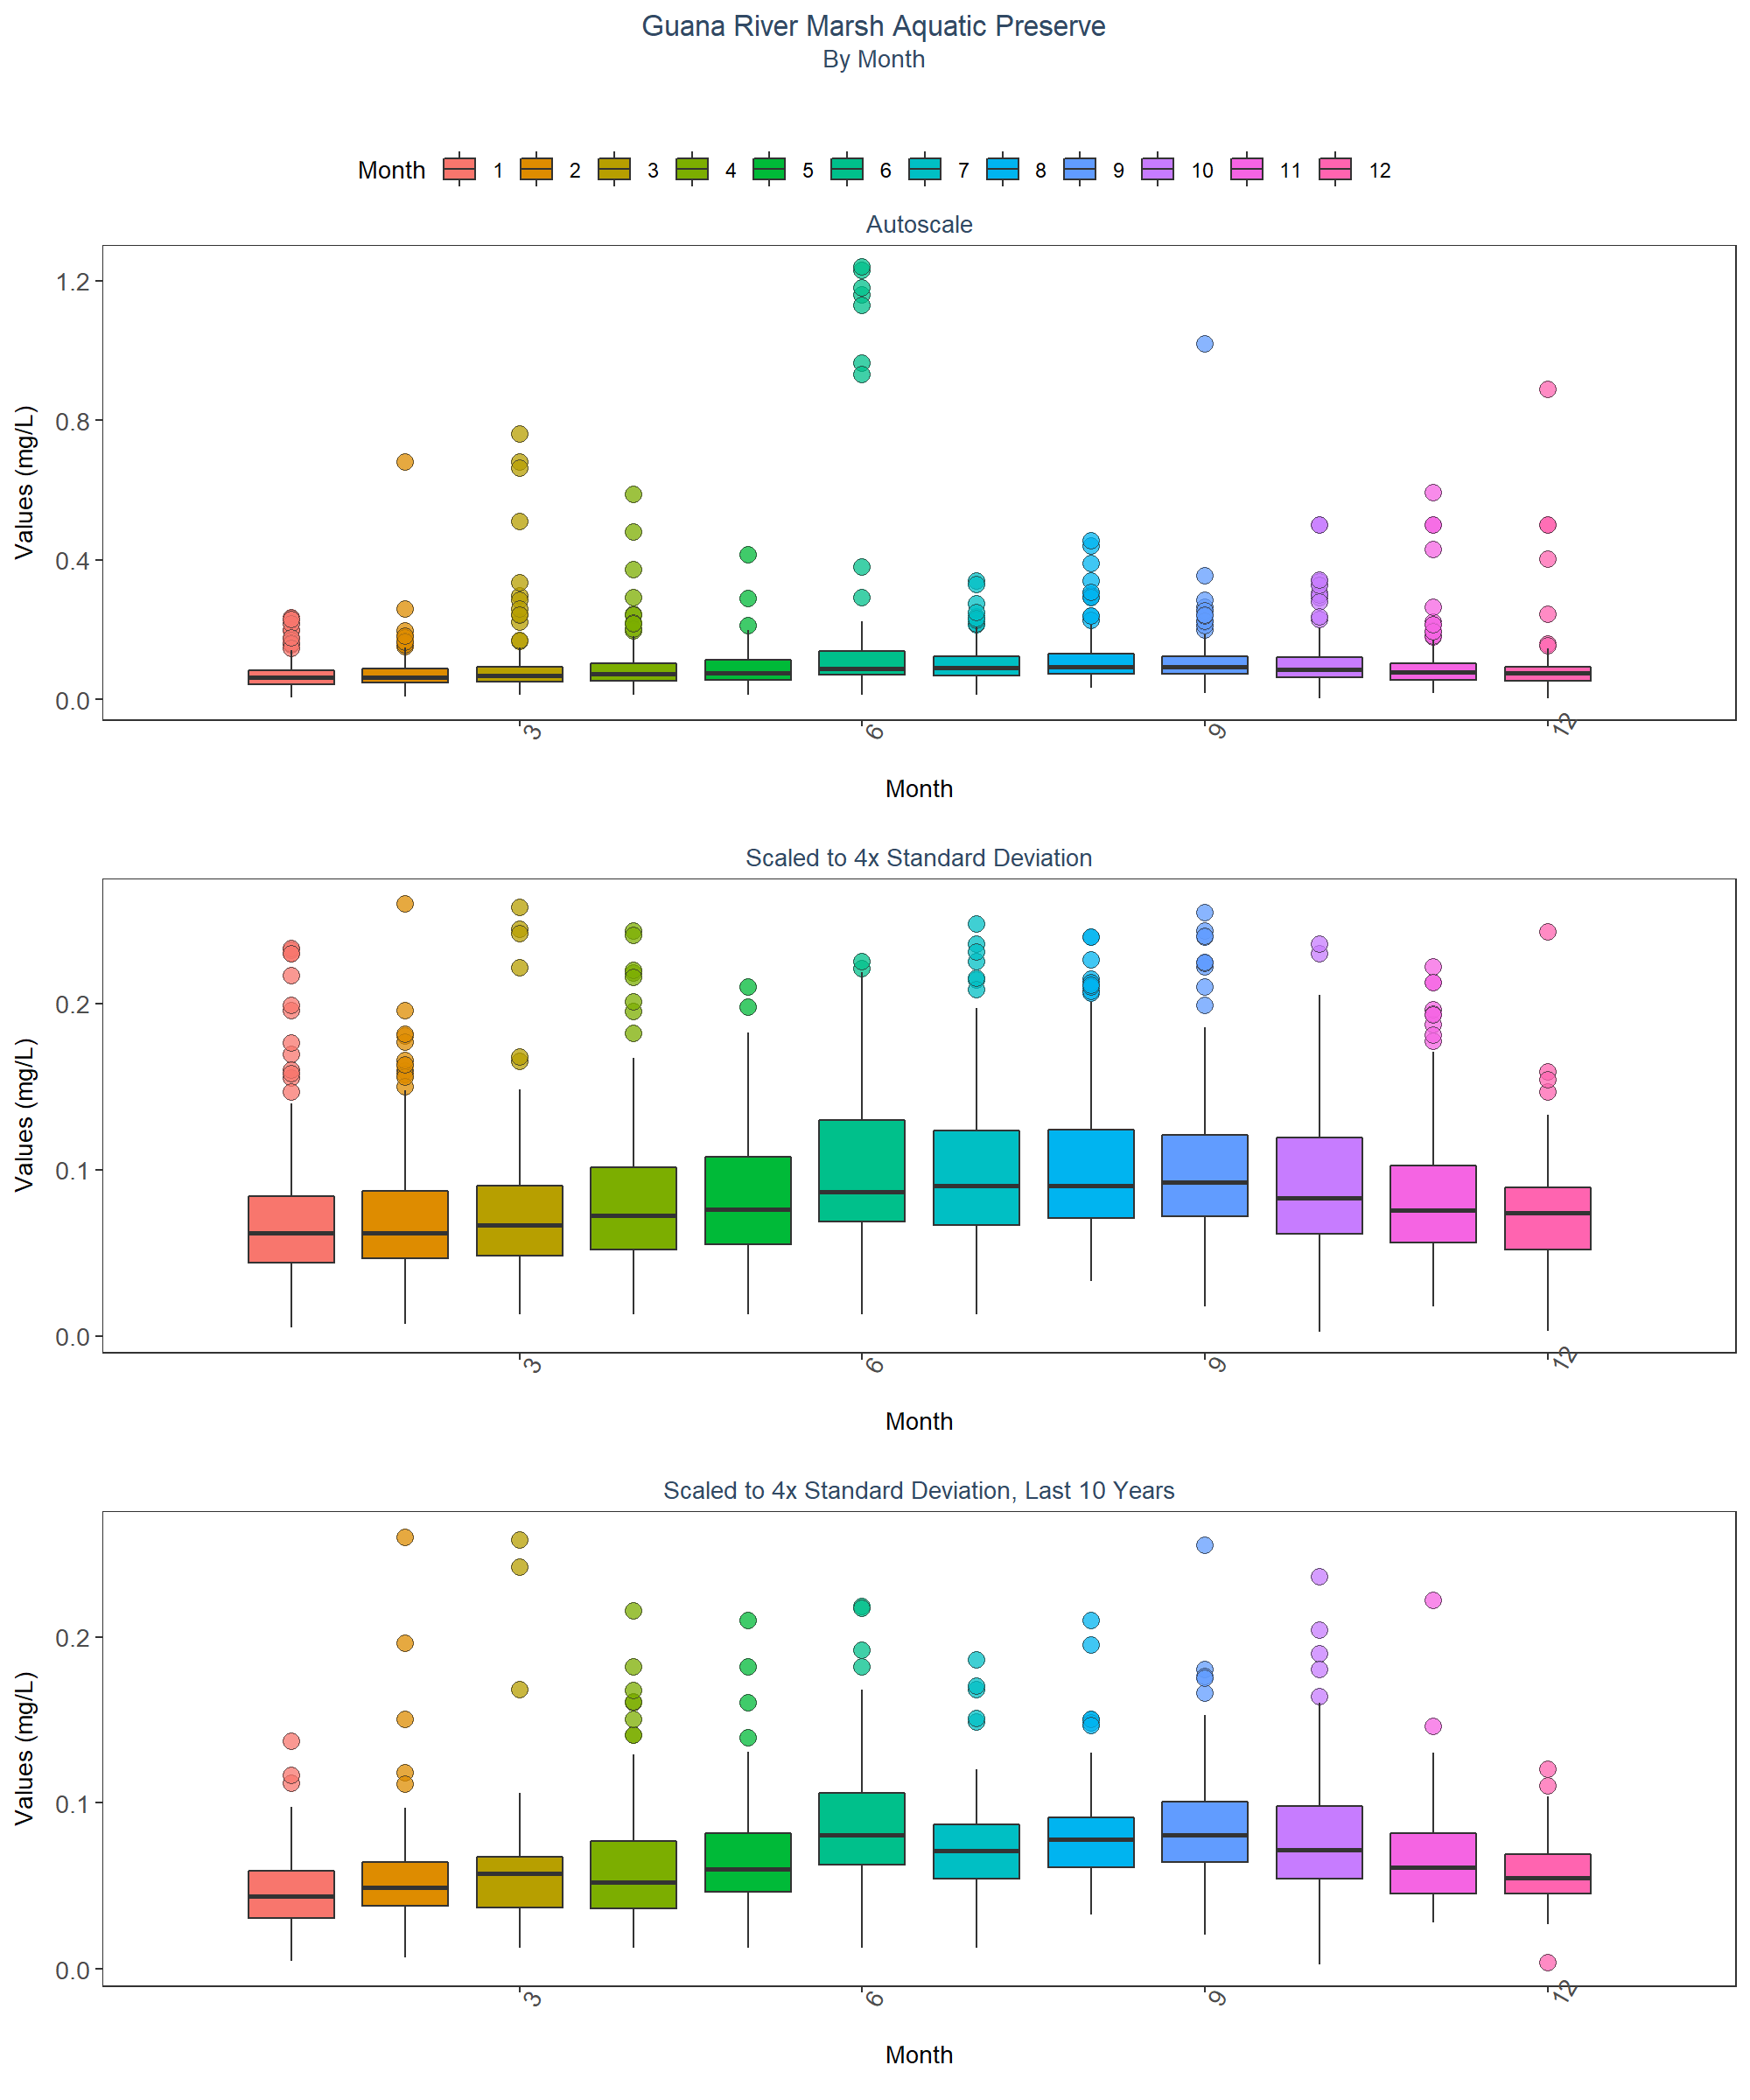 Guana River Marsh Aquatic Preserve
By Month
Month 1 2 3 4 5 6 7 8 9 10 11 12
Autoscale
Values (mg/L)
1.2
0.8
0.4
0.0
3 6 9 12
Month
Scaled to 4x Standard Deviation
Values (mg/L)
0.2
0.1
0.0
3 6 9 12
Month
Scaled to 4x Standard Deviation, Last 10 Years
Values (mg/L)
0.2
0.1
0.0
3 6 9 12
Month